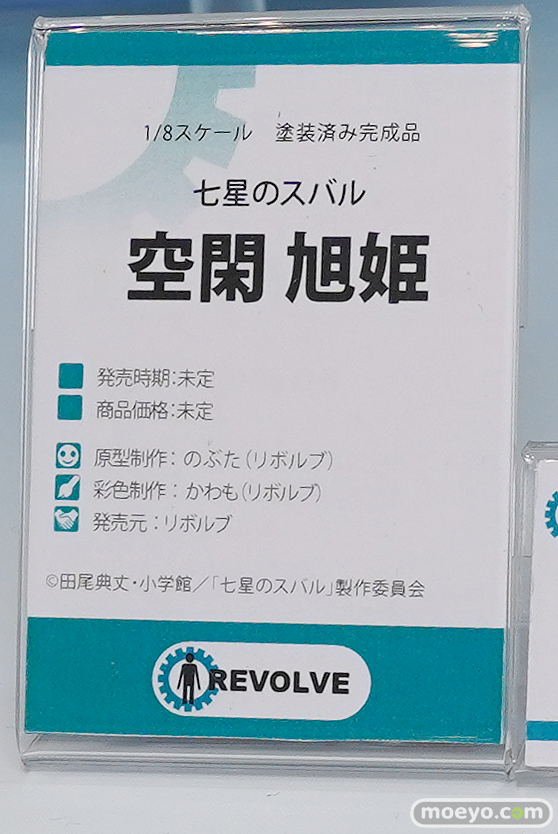 1/8スケール　塗装済み完成品
七星のスバル
空閑 旭姫
発売時期:未定
商品価格:未定
原型制作：のぶた(リボルブ)
彩色制作：かわも(リボルブ)
発売元：リボルブ
©田尾典丈・小学館／「七星のスバル」製作委員会
REVOLVE
moeyo.com